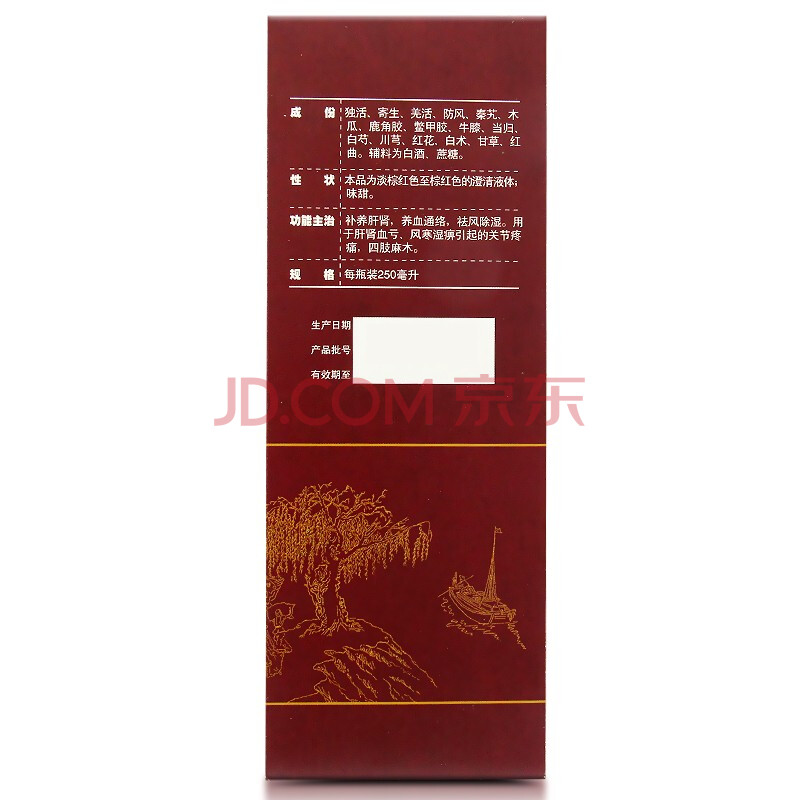 成 份 独活、寄生、羌活、防风、秦艽、木
瓜、鹿角胶、鳖甲胶、牛膝、当归、
白芍、川芎、红花、白术、甘草、红
曲。辅料为白酒、蔗糖。
性 状 本品为淡棕红色至棕红色的澄清液体；
味甜。
功能主治 补养肝肾，养血通络，祛风除湿。用
于肝肾血亏、风寒湿痹引起的关节疼
痛，四肢麻木。
规 格 每瓶装250毫升
生产日期
产品批号
有效期至
JD.COM 京东